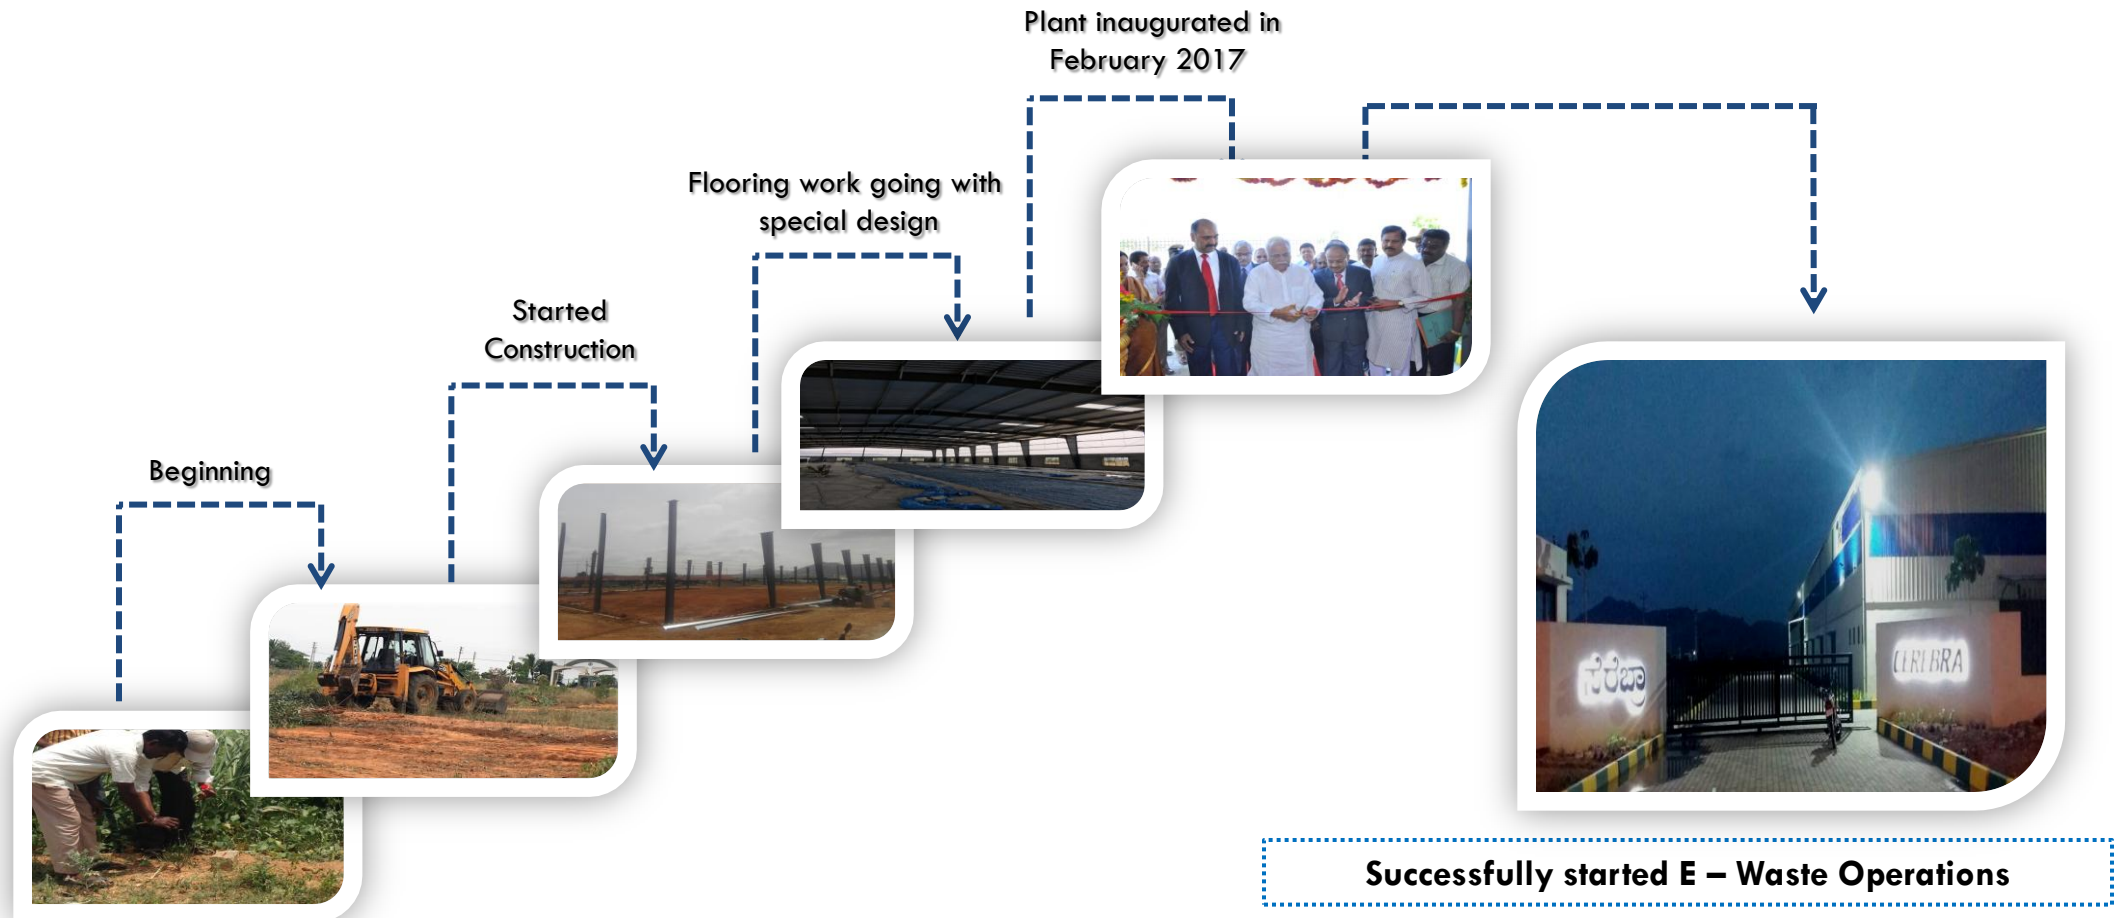 Plant inaugurated in
February 2017
Flooring work going with
special design
Started
Construction
Beginning
ಸೆರೆಬ್ರಾ
CEREBRA
Successfully started E – Waste Operations